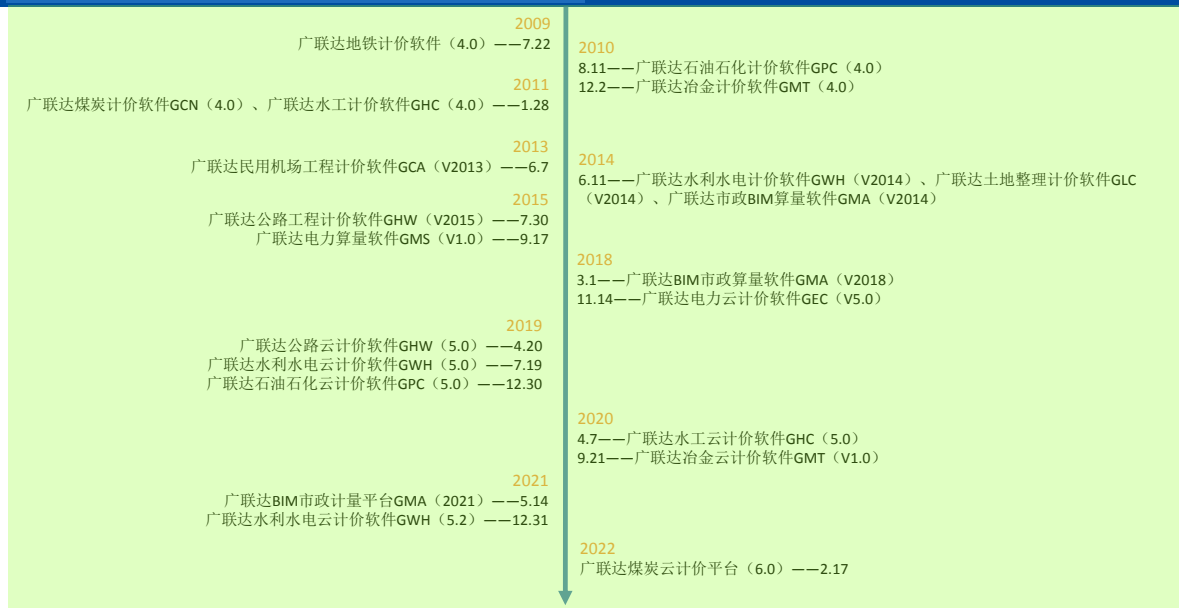 2009
广联达地铁计价软件（4.0）——7.22
2010
8.11——广联达石油石化计价软件GPC（4.0）
12.2——广联达冶金计价软件GMT（4.0）
2011
广联达煤炭计价软件GCN（4.0）、广联达水工计价软件GHC（4.0）——1.28
2013
广联达民用机场工程计价软件GCA（V2013）——6.7
2014
6.11——广联达水利水电计价软件GWH（V2014）、广联达土地整理计价软件GLC
（V2014）、广联达市政BIM算量软件GMA（V2014）
2015
广联达公路工程计价软件GHW（V2015）——7.30
广联达电力算量软件GMS（V1.0）——9.17
2018
3.1——广联达BIM市政算量软件GMA（V2018）
11.14——广联达电力云计价软件GEC（V5.0）
2019
广联达公路云计价软件GHW（5.0）——4.20
广联达水利水电云计价软件GWH（5.0）——7.19
广联达石油石化云计价软件GPC（5.0）——12.30
2020
4.7——广联达水工云计价软件GHC（5.0）
9.21——广联达冶金云计价软件GMT（V1.0）
2021
广联达BIM市政计量平台GMA（2021）——5.14
广联达水利水电云计价软件GWH（5.2）——12.31
2022
广联达煤炭云计价平台（6.0）——2.17